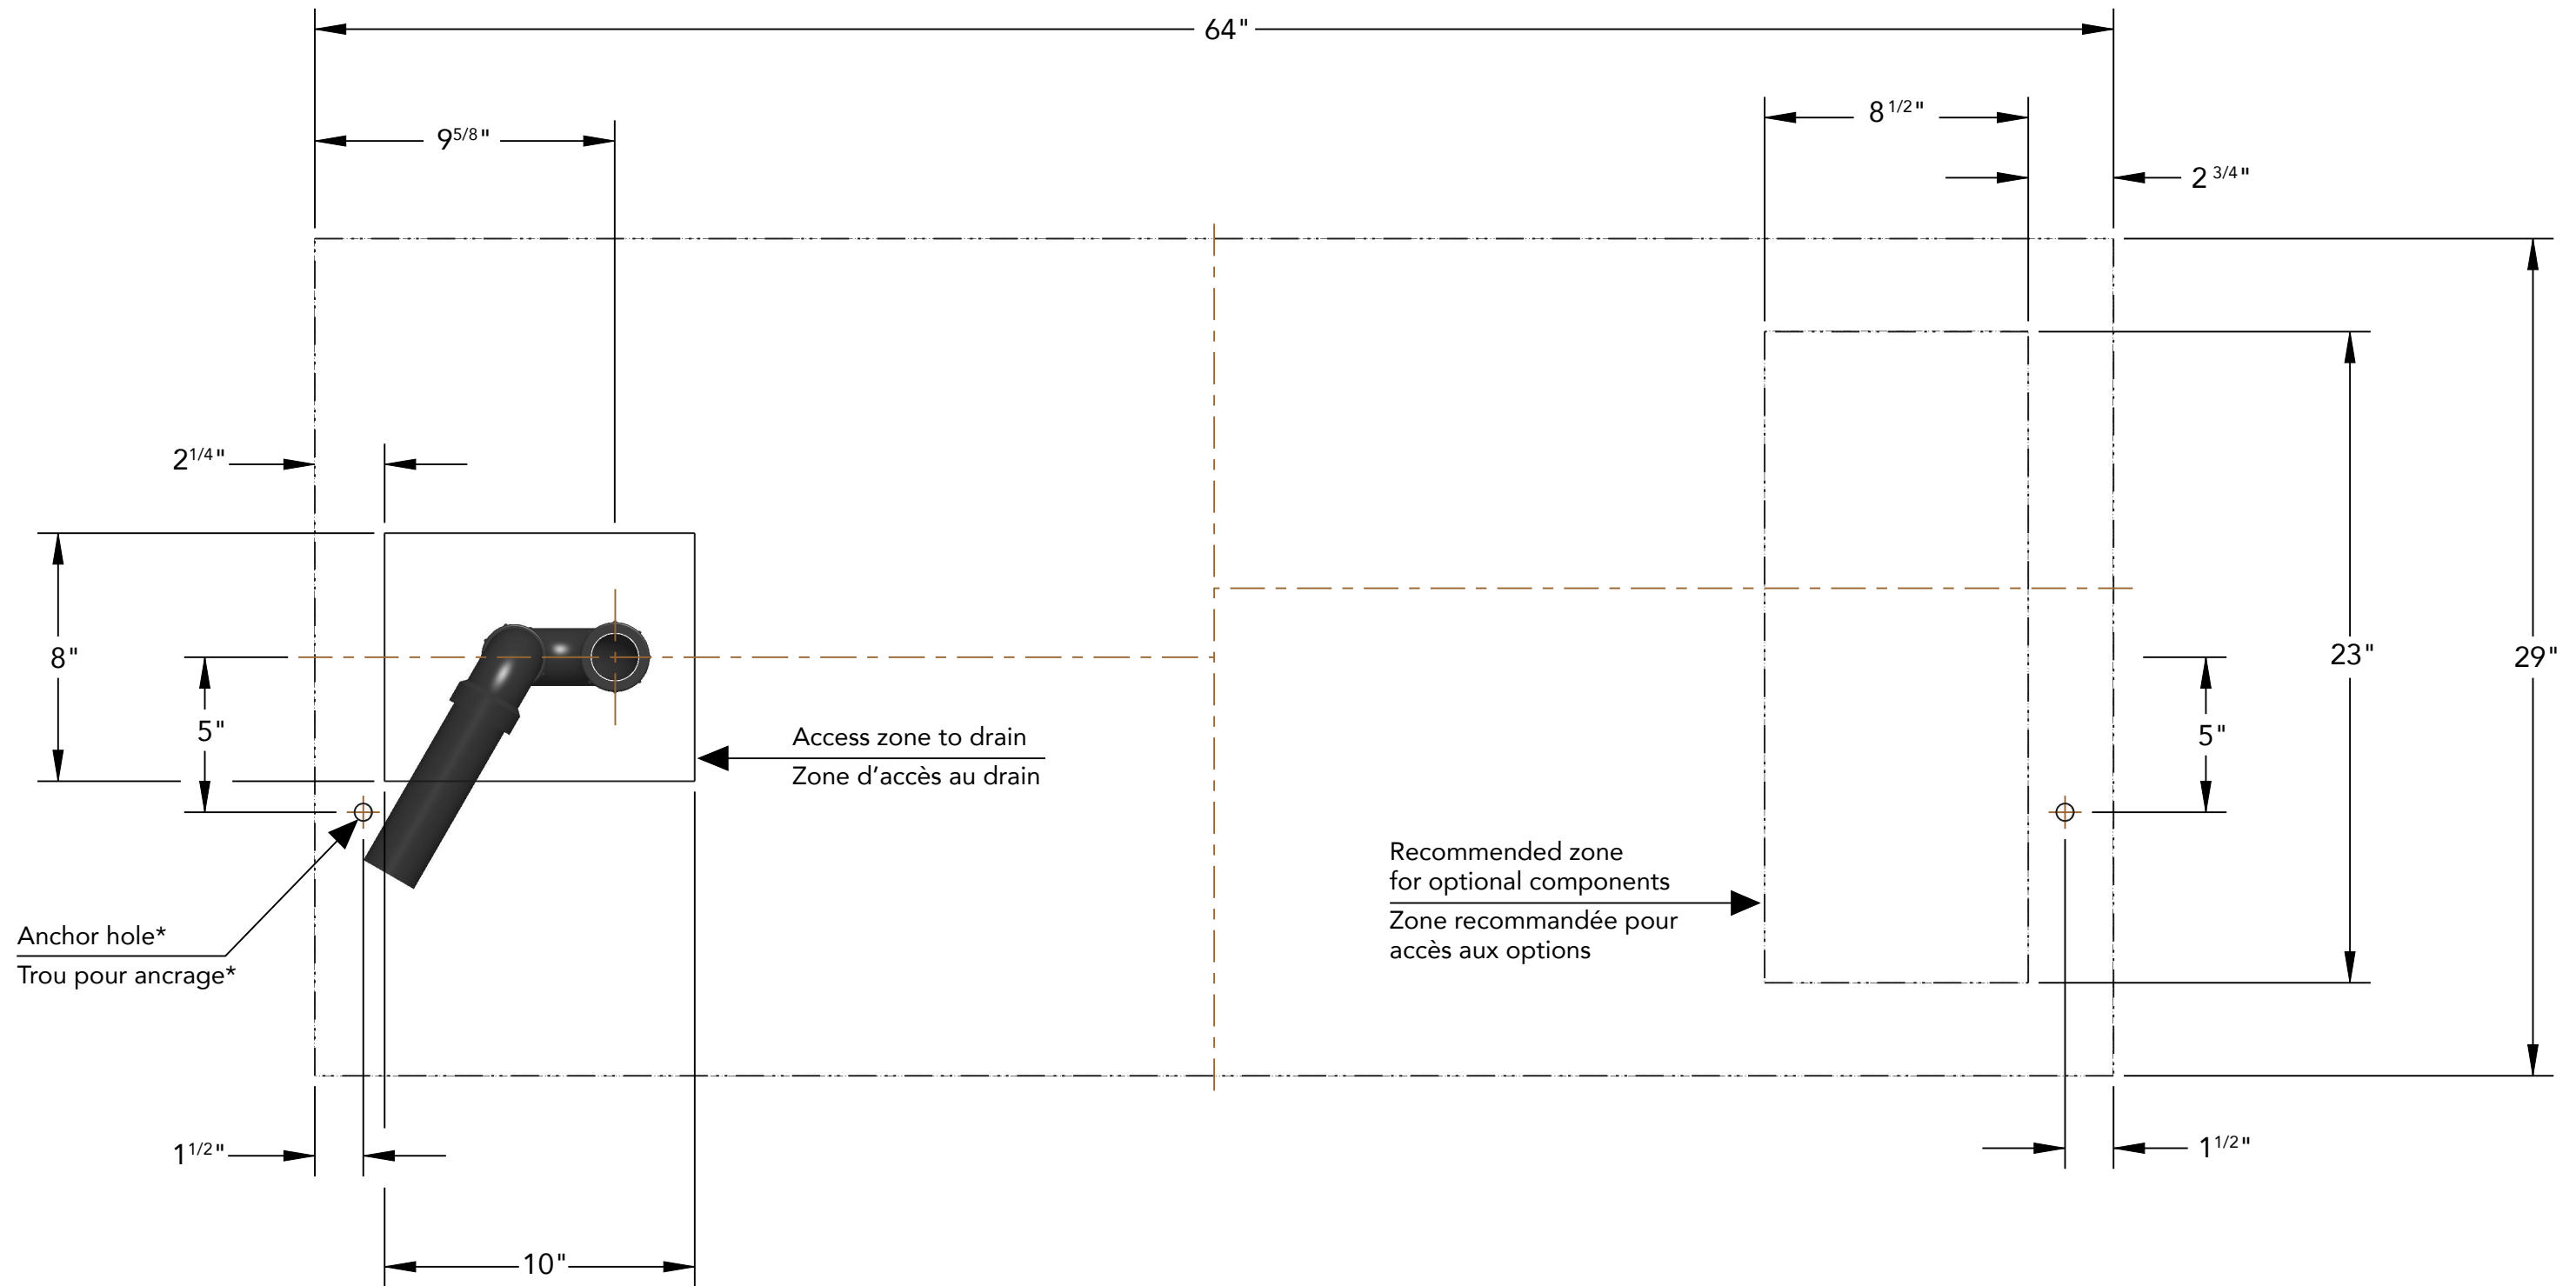 64"
8 1/2"
9 5/8"
2 3/4"
2 1/4"
8"
23"
29"
5"
5"
Access zone to drain
Zone d'accès au drain
Recommended zone
for optional components
Zone recommandée pour
accès aux options
Anchor hole*
Trou pour ancrage*
1 1/2"
1 1/2"
10"